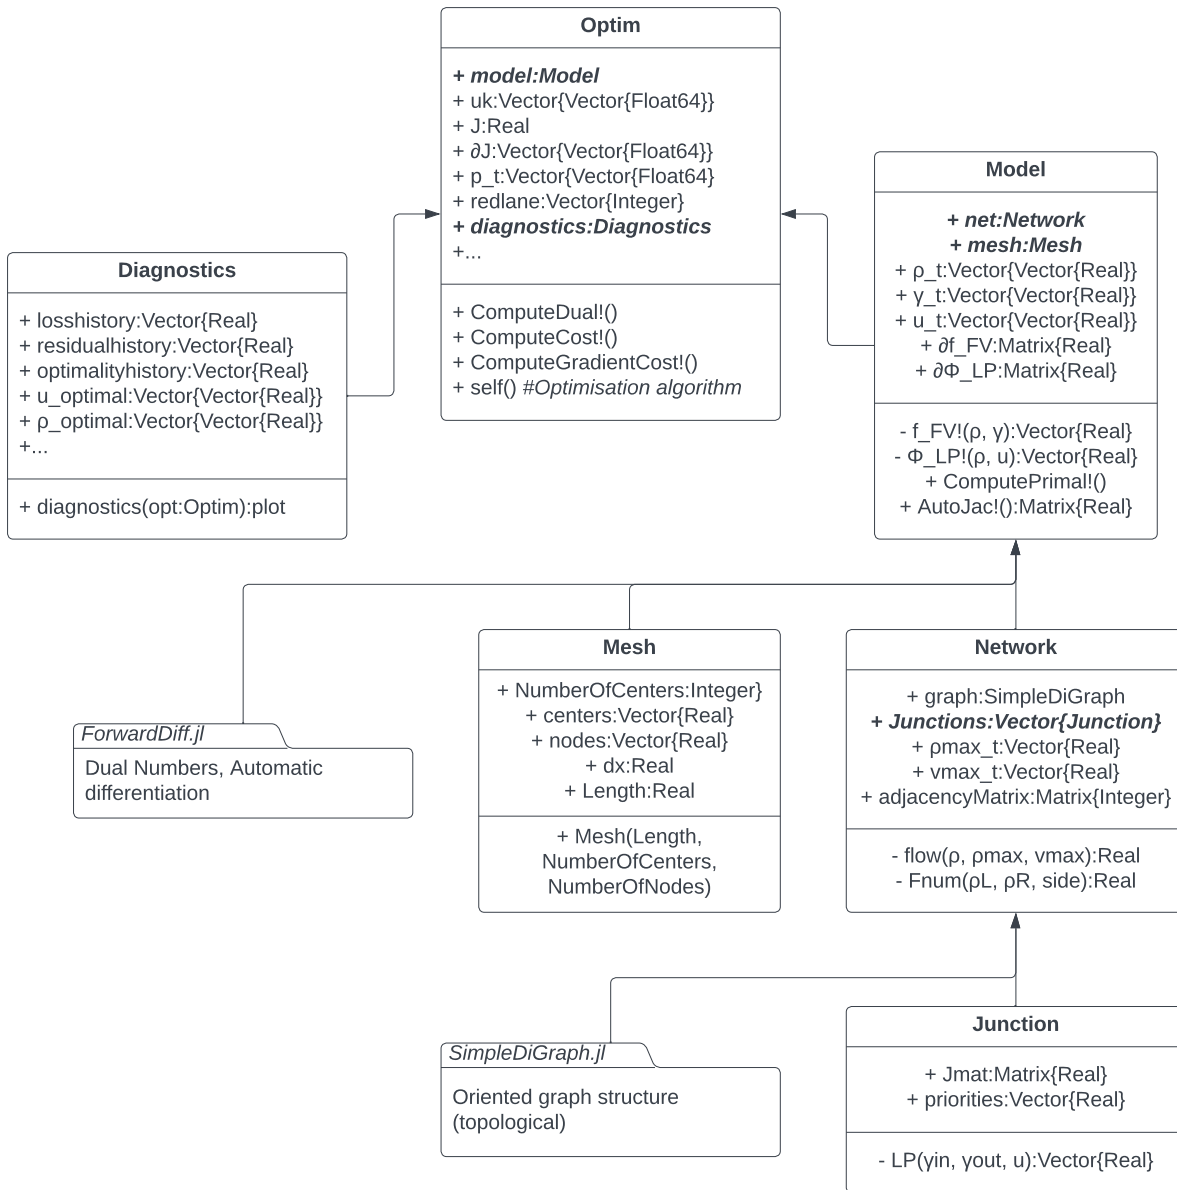 Optim
+ model:Model
+ uk:Vector{Vector{Float64}}
+ J:Real
+ ∂J:Vector{Vector{Float64}}
+ p_t:Vector{Vector{Float64}
+ redlane:Vector{Integer}
+ diagnostics:Diagnostics
+...
+ ComputeDual!()
+ ComputeCost!()
+ ComputeGradientCost!()
+ self() #Optimisation algorithm
Model
+ net:Network
+ mesh:Mesh
+ ρ_t:Vector{Vector{Real}}
+ γ_t:Vector{Vector{Real}}
+ u_t:Vector{Vector{Real}}
+ ∂f_FV:Matrix{Real}
+ ∂Φ_LP:Matrix{Real}
- f_FV!(ρ, γ):Vector{Real}
- Φ_LP!(ρ, u):Vector{Real}
+ ComputePrimal!()
+ AutoJac!():Matrix{Real}
Diagnostics
+ losshistory:Vector{Real}
+ residualhistory:Vector{Real}
+ optimalityhistory:Vector{Real}
+ u_optimal:Vector{Vector{Real}}
+ ρ_optimal:Vector{Vector{Real}}
+...
+ diagnostics(opt:Optim):plot
Mesh
+ NumberOfCenters:Integer}
+ centers:Vector{Real}
+ nodes:Vector{Real}
+ dx:Real
+ Length:Real
+ Mesh(Length,
NumberOfCenters,
NumberOfNodes)
Network
+ graph:SimpleDiGraph
+ Junctions:Vector{Junction}
+ ρmax_t:Vector{Real}
+ vmax_t:Vector{Real}
+ adjacencyMatrix:Matrix{Integer}
- flow(ρ, ρmax, vmax):Real
- Fnum(ρL, ρR, side):Real
ForwardDiff.jl
Dual Numbers, Automatic
differentiation
SimpleDiGraph.jl
Oriented graph structure
(topological)
Junction
+ Jmat:Matrix{Real}
+ priorities:Vector{Real}
- LP(γin, γout, u):Vector{Real}